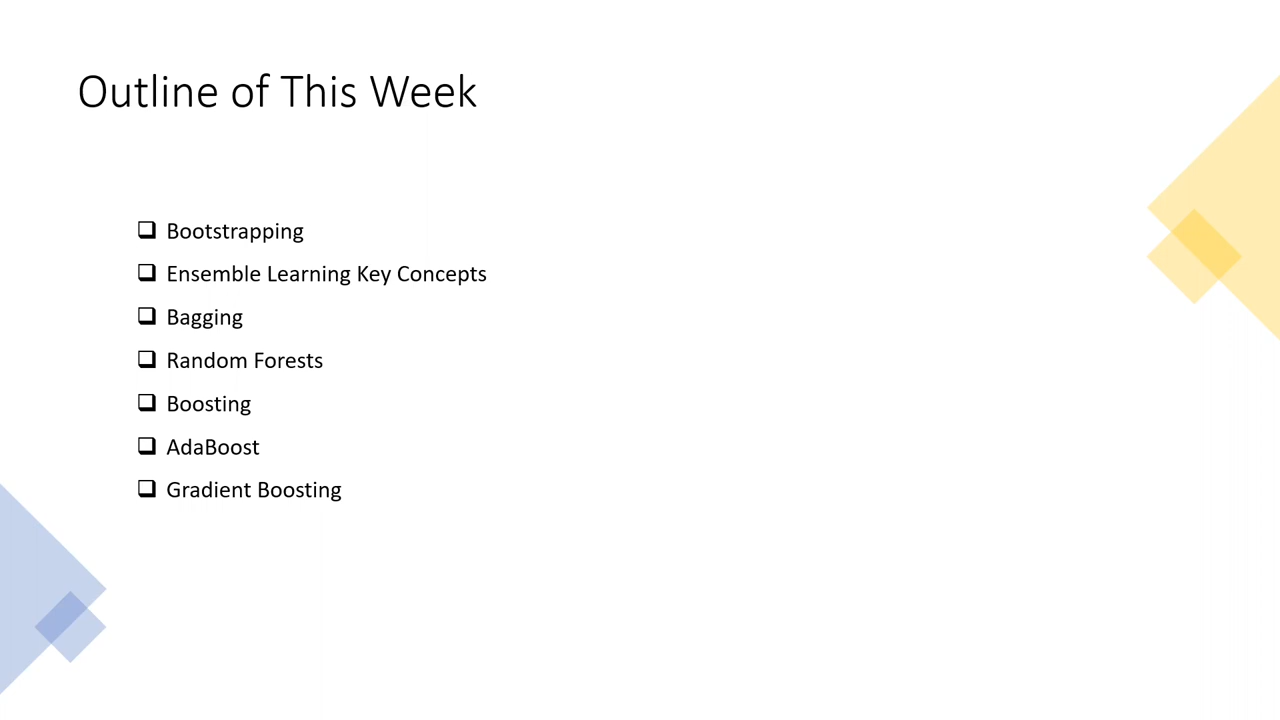 Outline of This Week
Bootstrapping
Ensemble Learning Key Concepts
Bagging
Random Forests
Boosting
AdaBoost
Gradient Boosting